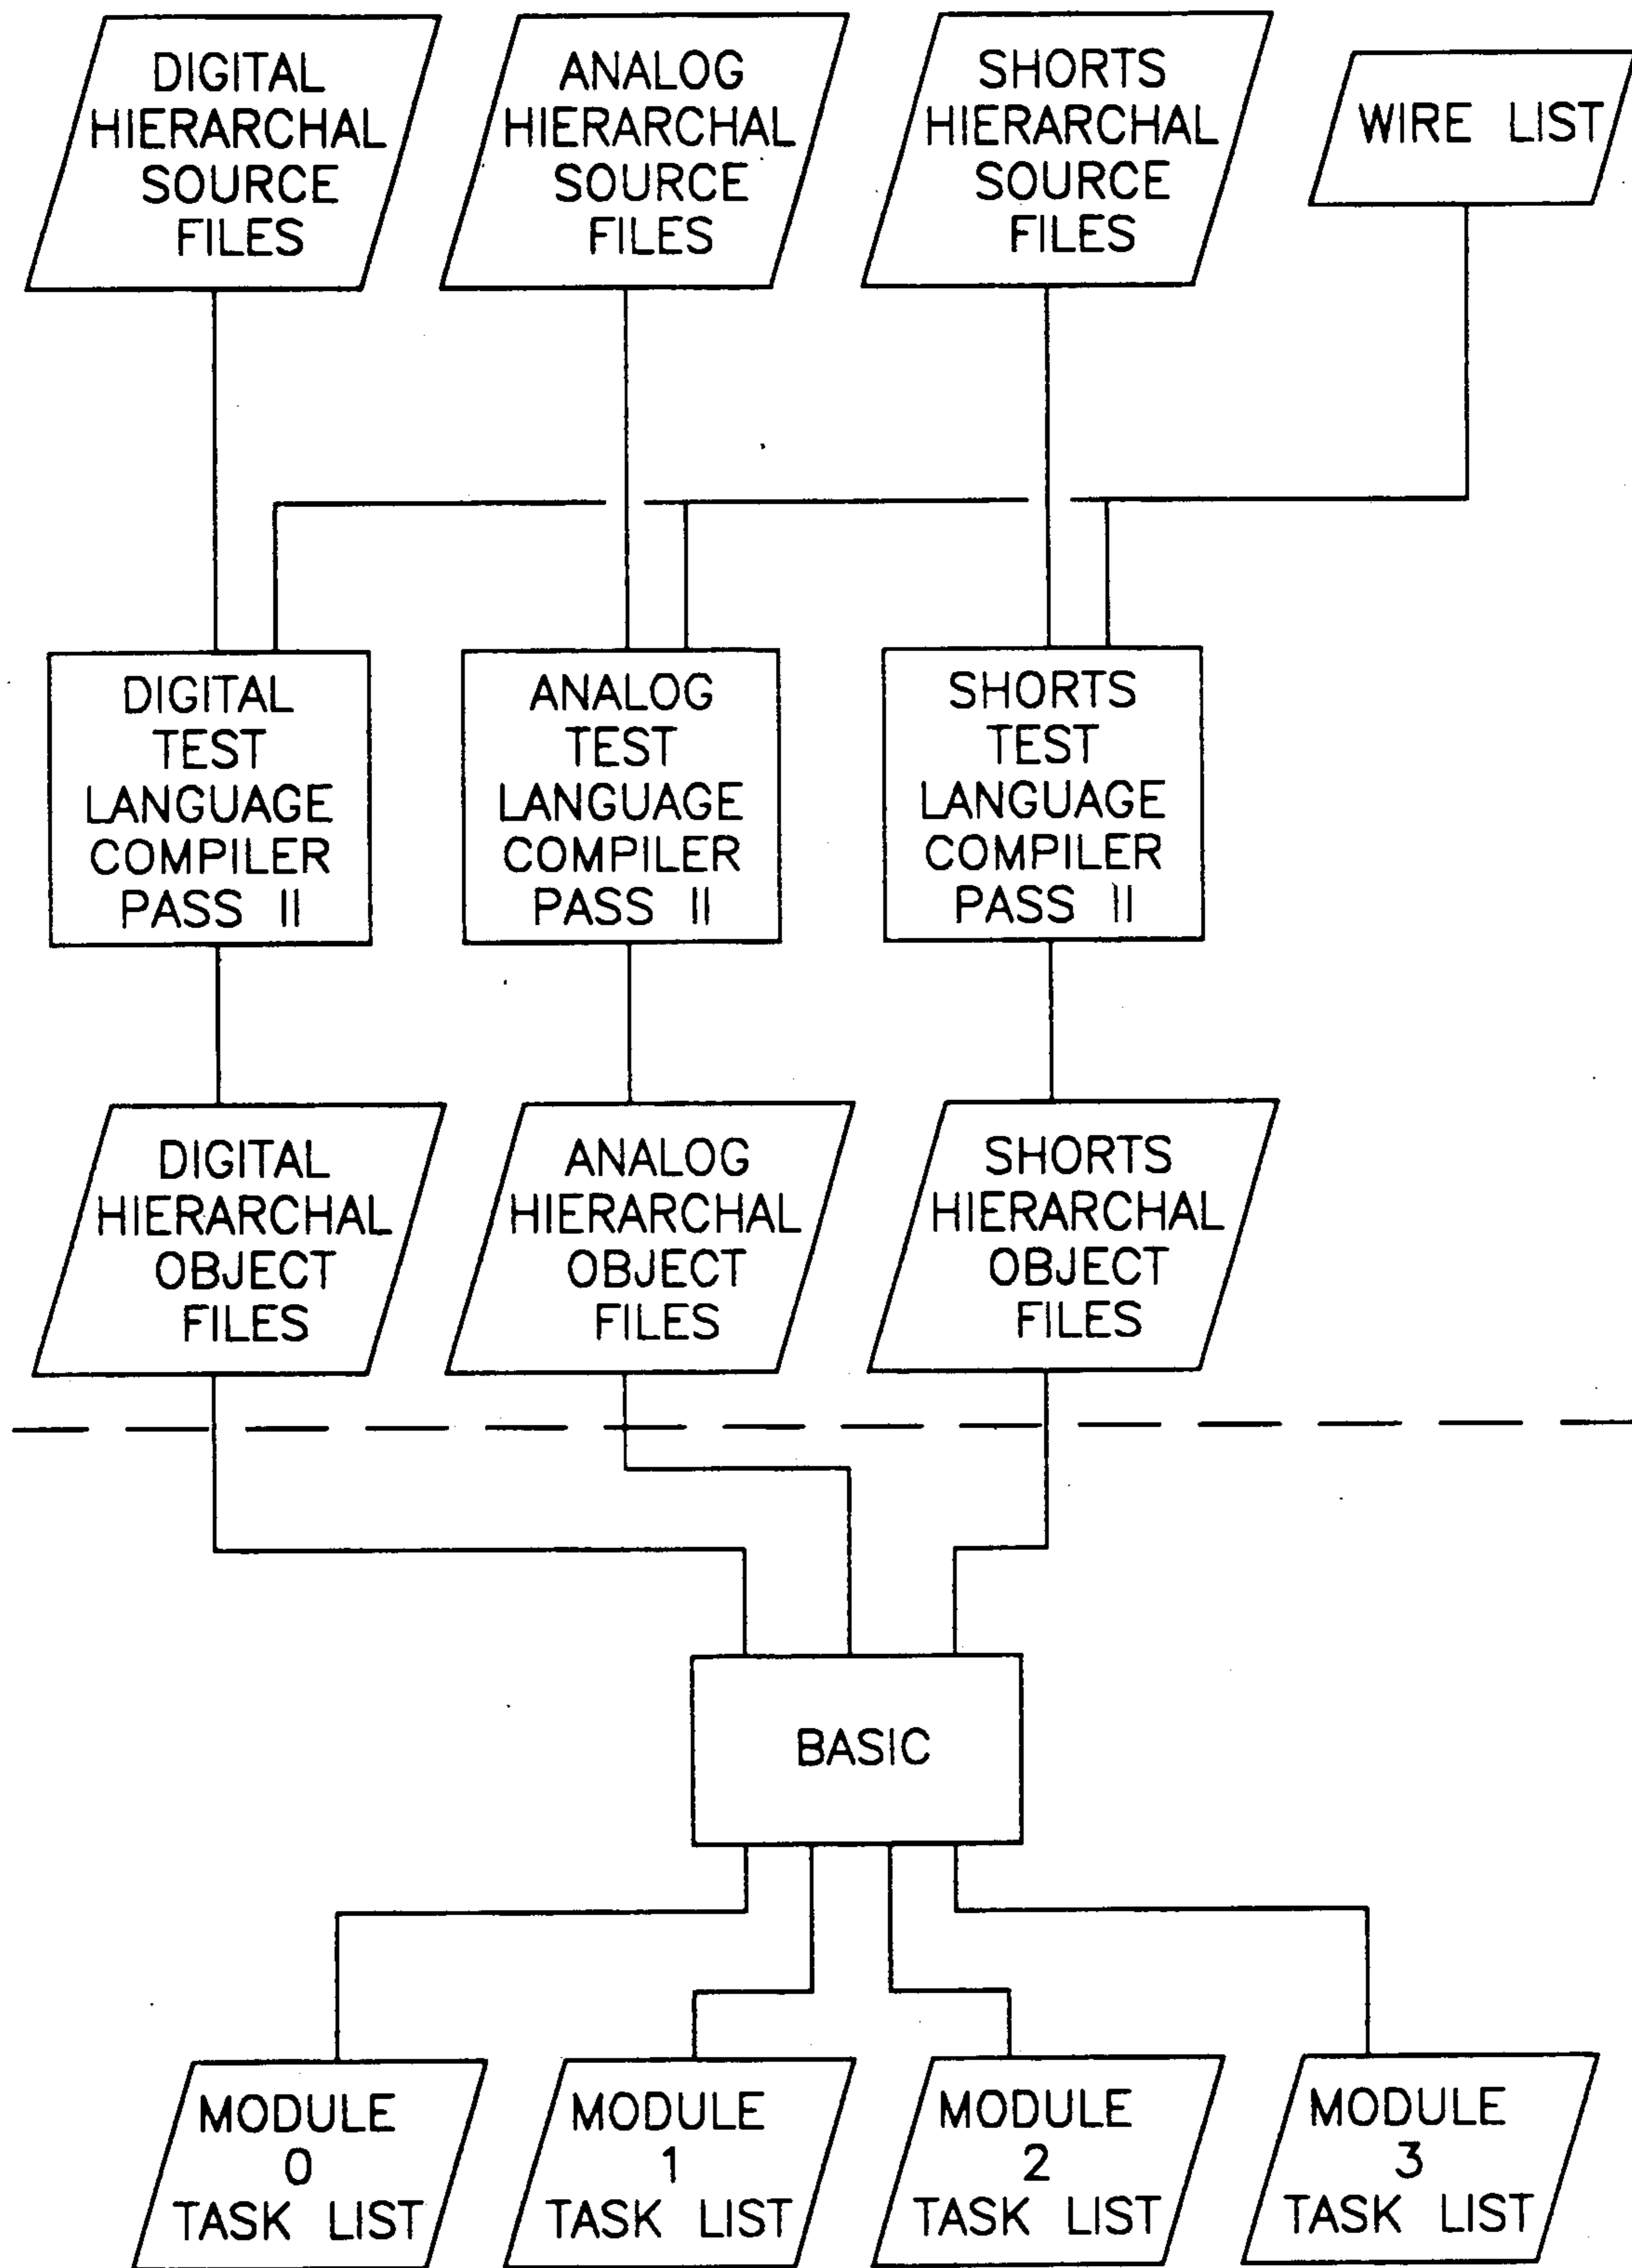 DIGITAL
HIERARCHAL
SOURCE
FILES
ANALOG
HIERARCHAL
SOURCE
FILES
SHORTS
HIERARCHAL
SOURCE
FILES
WIRE LIST
DIGITAL
TEST
LANGUAGE
COMPILER
PASS II
ANALOG
TEST
LANGUAGE
COMPILER
PASS II
SHORTS
TEST
LANGUAGE
COMPILER
PASS II
DIGITAL
HIERARCHAL
OBJECT
FILES
ANALOG
HIERARCHAL
OBJECT
FILES
SHORTS
HIERARCHAL
OBJECT
FILES
BASIC
MODULE
0
TASK LIST
MODULE
1
TASK LIST
MODULE
2
TASK LIST
MODULE
3
TASK LIST